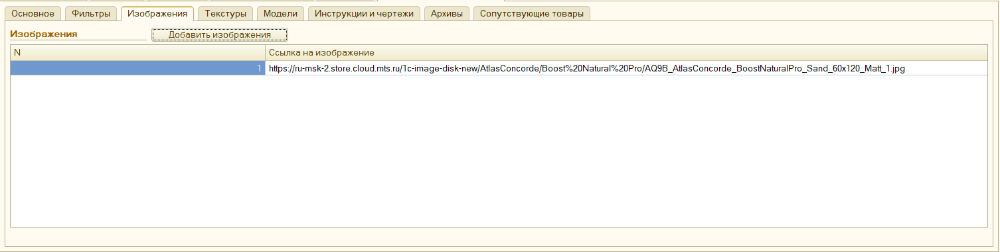 Основное Фильтры Изображения Текстуры Модели Инструкции и чертежи Архивы Сопутствующие товары
Изображения Добавить изображения
N Ссылка на изображение
1 https://ru-msk-2.store.cloud.mts.ru/1c-image-disk-new/AtlasConcorde/Boost%20Natural%20Pro/AQ9B_AtlasConcorde_BoostNaturalPro_Sand_60x120_Matt_1.jpg